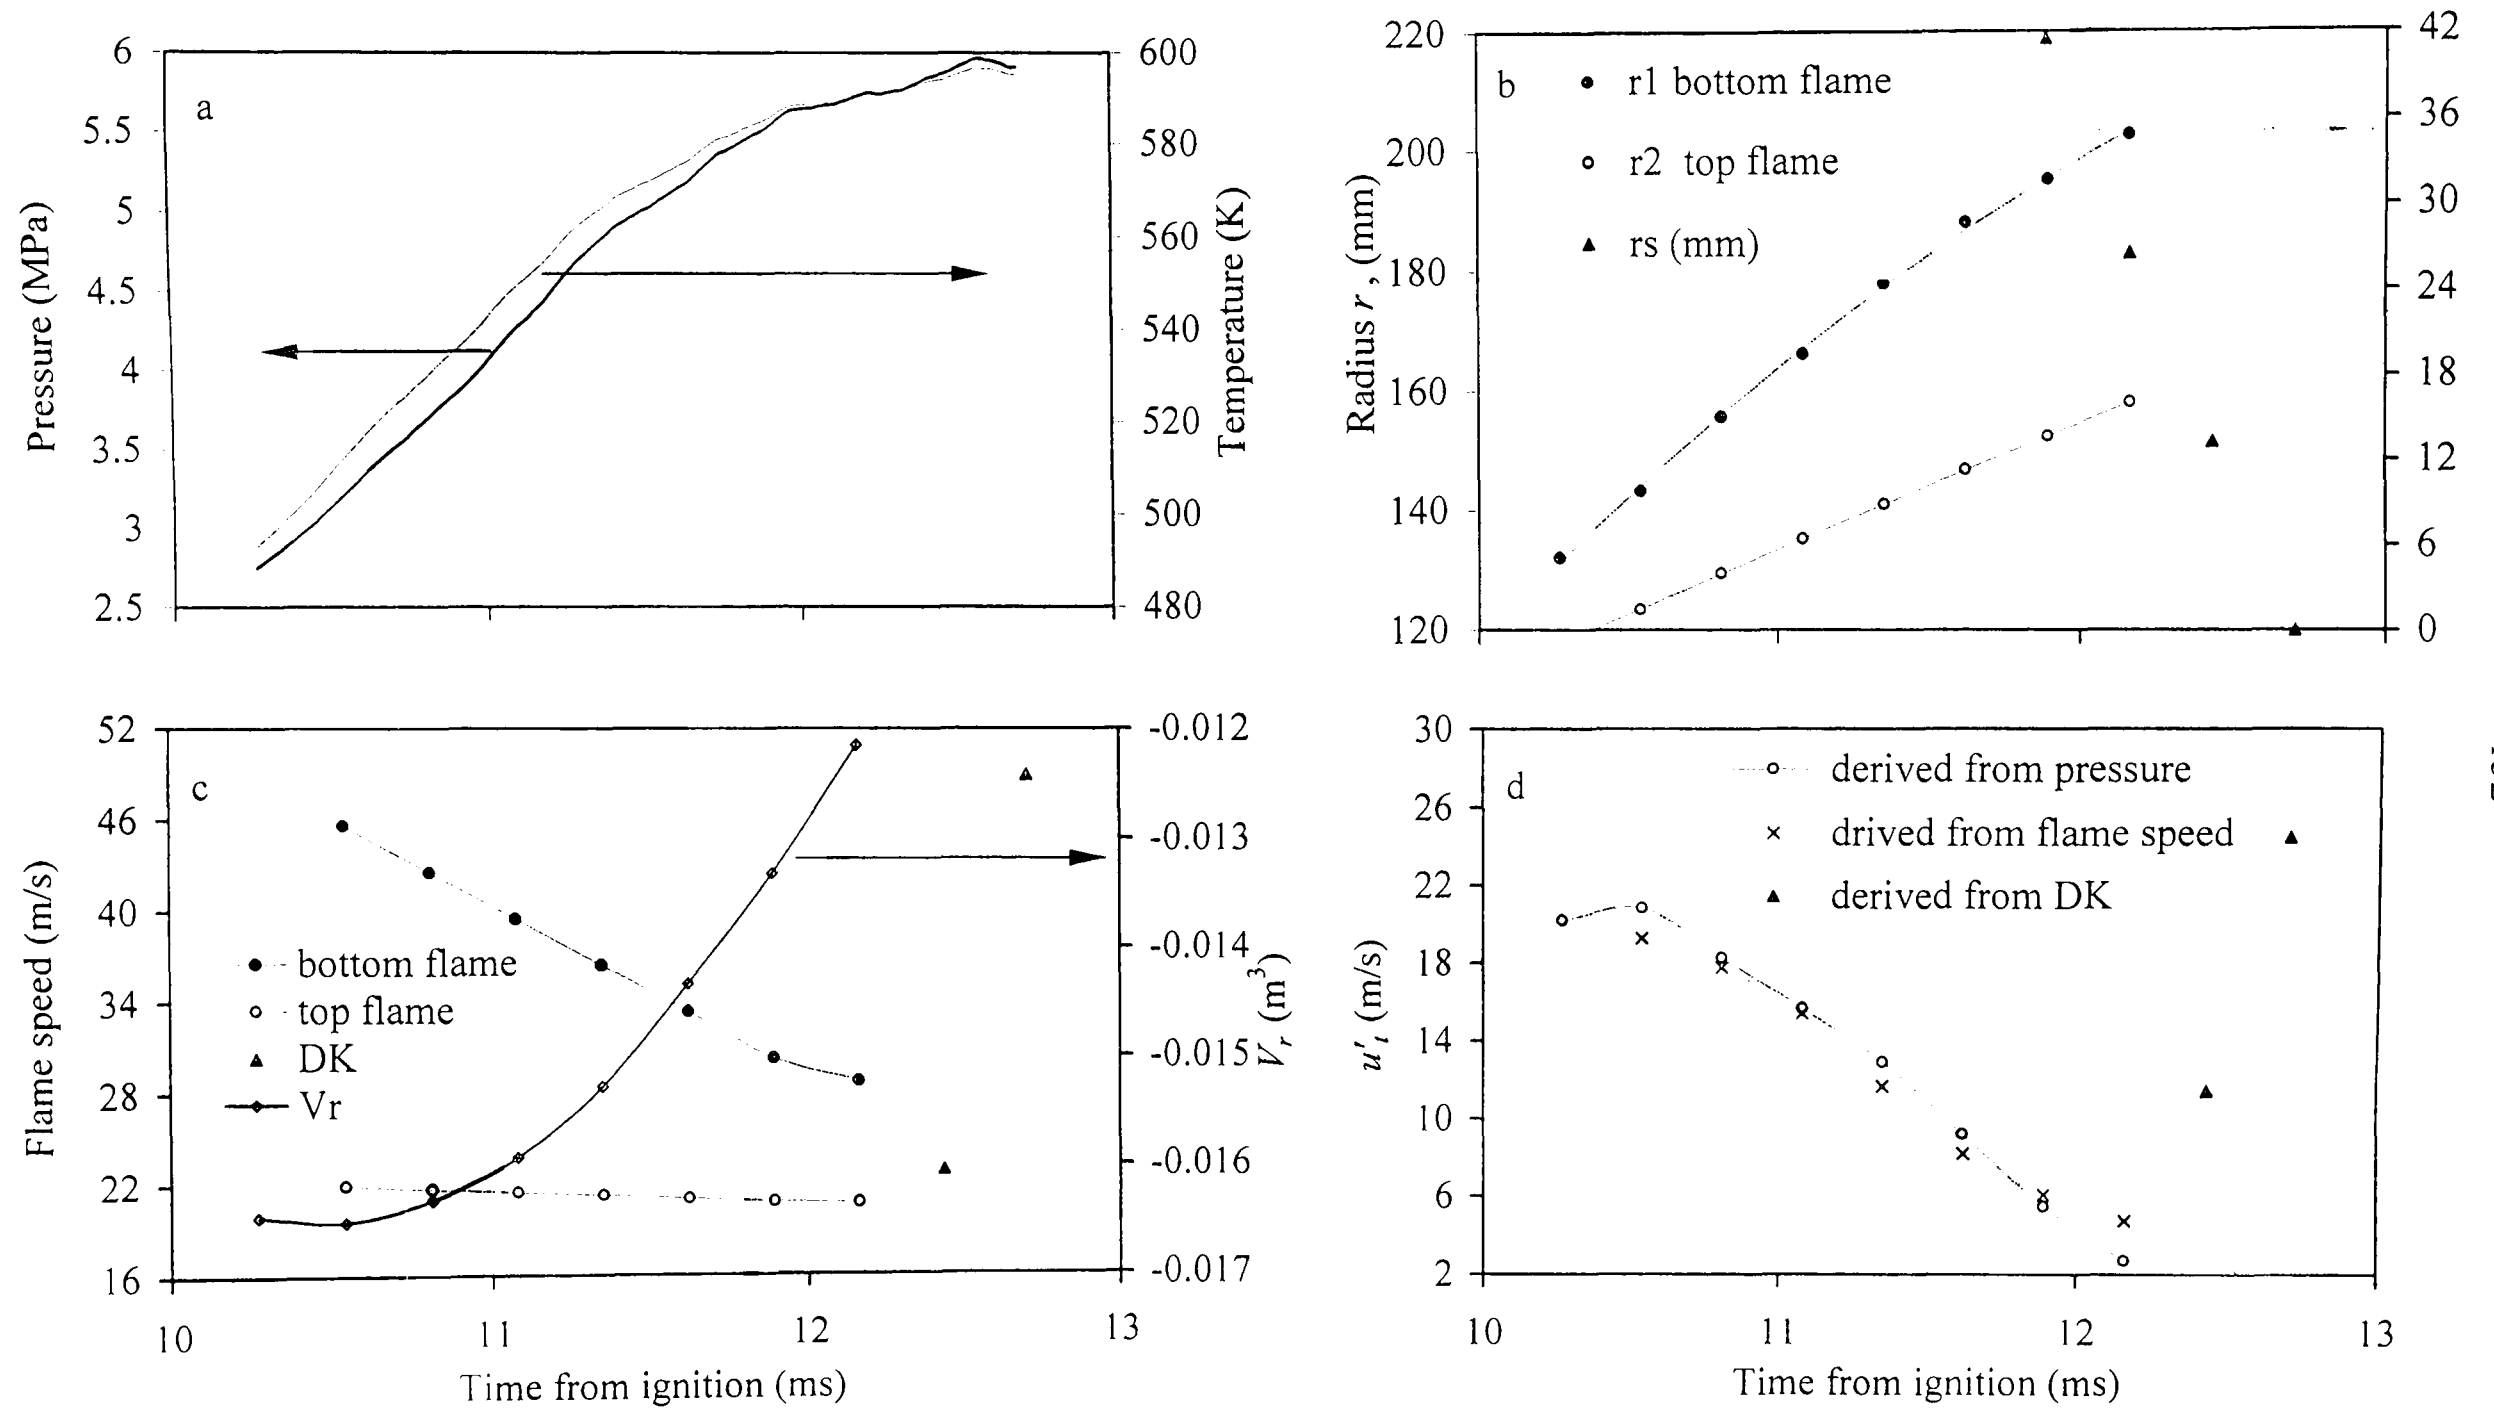 6
5.5
5
4.5
4
3.5
3
2.5
Pressure (MPa)
a
600
580
560
540
520
500
480
Temperature (K)
220
200
180
160
140
120
Radius r , (mm)
b
r1 bottom flame
r2 top flame
rs (mm)
42
36
30
24
18
12
6
0
52
46
40
34
28
22
16
Flame speed (m/s)
c
bottom flame
top flame
DK
Vr
-0.012
-0.013
-0.014
-0.015
-0.016
-0.017
Vr (m3)
10
11
12
13
Time from ignition (ms)
30
26
22
18
14
10
6
2
u't (m/s)
d
derived from pressure
drived from flame speed
derived from DK
10
11
12
13
Time from ignition (ms)